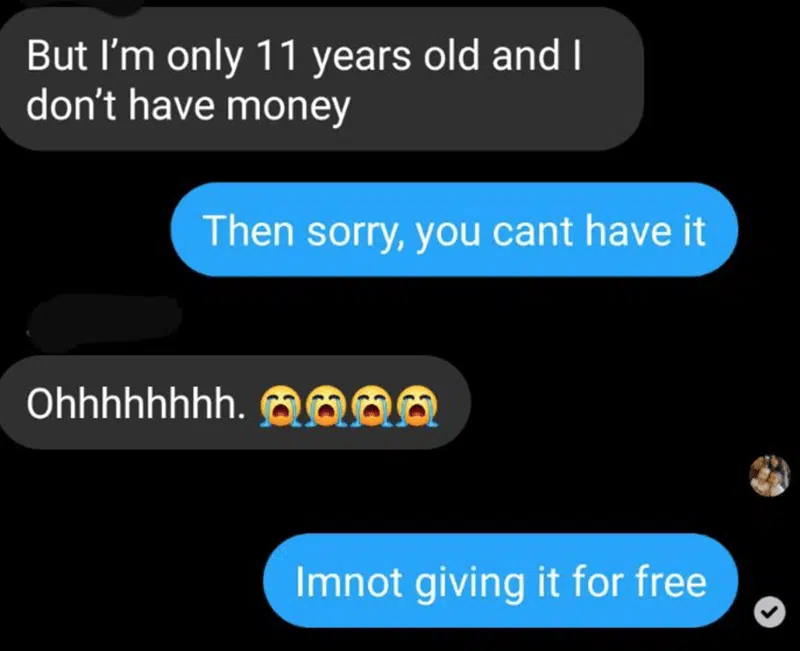 But I’m only 11 years old and I
don’t have money
Then sorry, you cant have it
Ohhhhhhhh. 😭😭😭😭
Imnot giving it for free